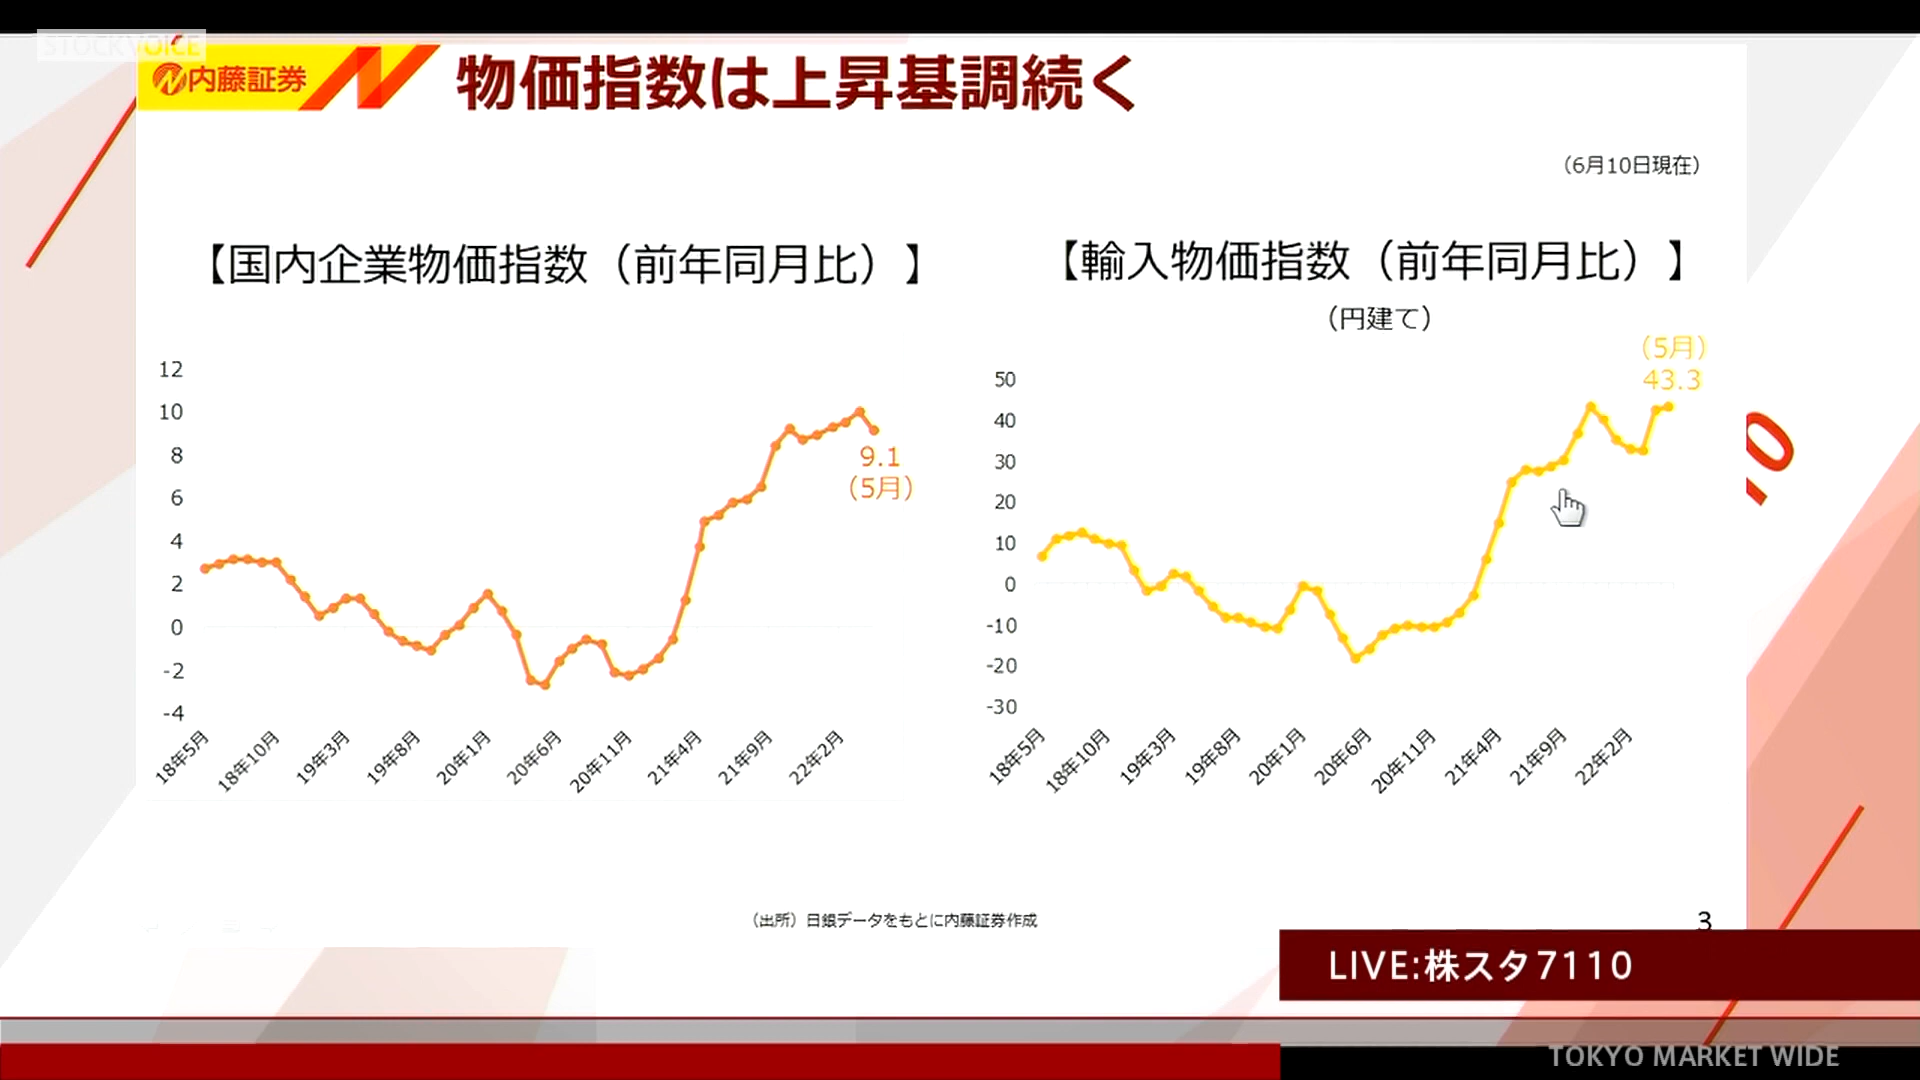 STOCKVOICE
内藤証券
物価指数は上昇基調続く
（6月10日現在）
【国内企業物価指数（前年同月比）】
12
10
8
6
4
2
0
-2
-4
9.1
（5月）
18年5月
18年10月
19年3月
19年8月
20年1月
20年6月
20年11月
21年4月
21年9月
22年2月
【輸入物価指数（前年同月比）】
（円建て）
（5月）
43.3
50
40
30
20
10
0
-10
-20
-30
18年5月
18年10月
19年3月
19年8月
20年1月
20年6月
20年11月
21年4月
21年9月
22年2月
（出所）日銀データをもとに内藤証券作成
3
LIVE:株スタ7110
TOKYO MARKET WIDE